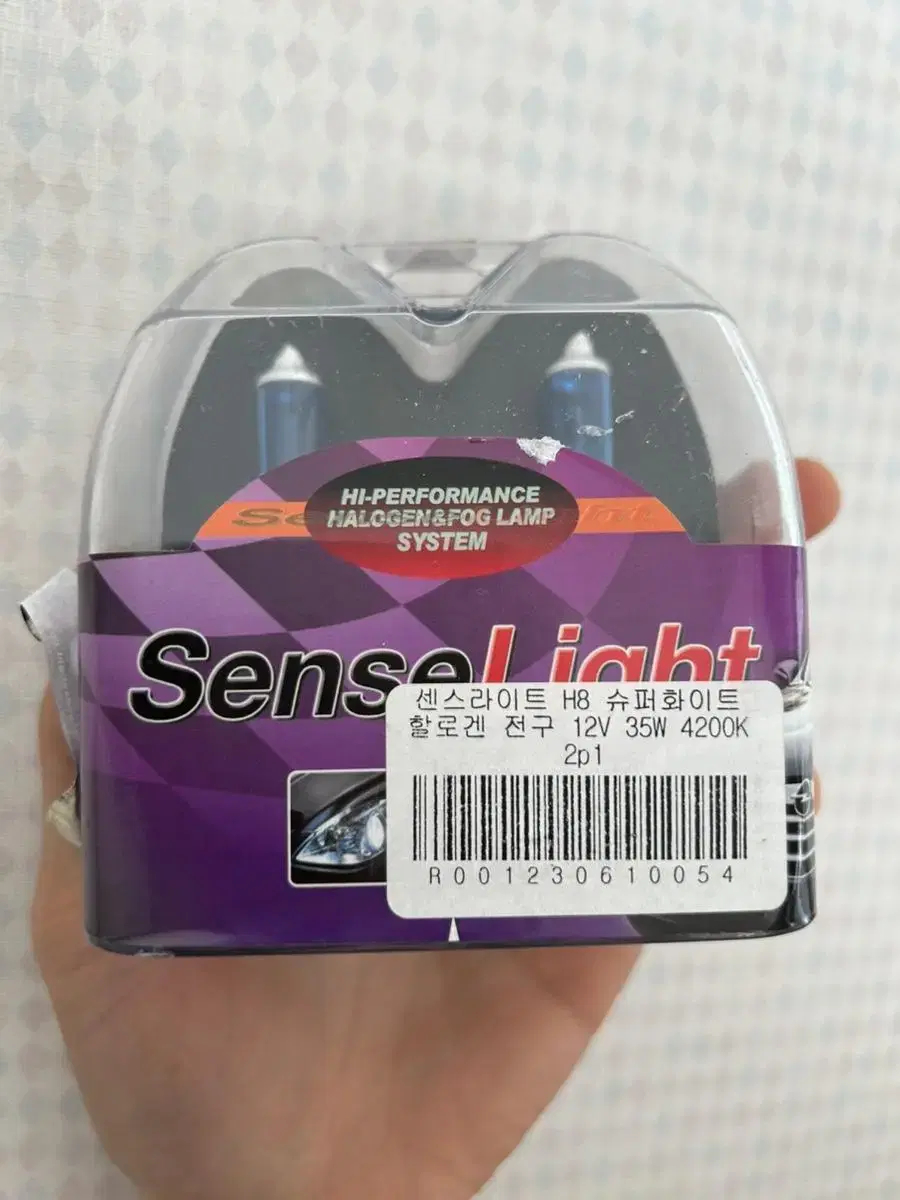 HI-PERFORMANCE
HALOGEN&FOG LAMP
SYSTEM
SenseLight
센스라이트 H8 슈퍼화이트
할로겐 전구 12V 35W 4200K
2p1
R001230610054